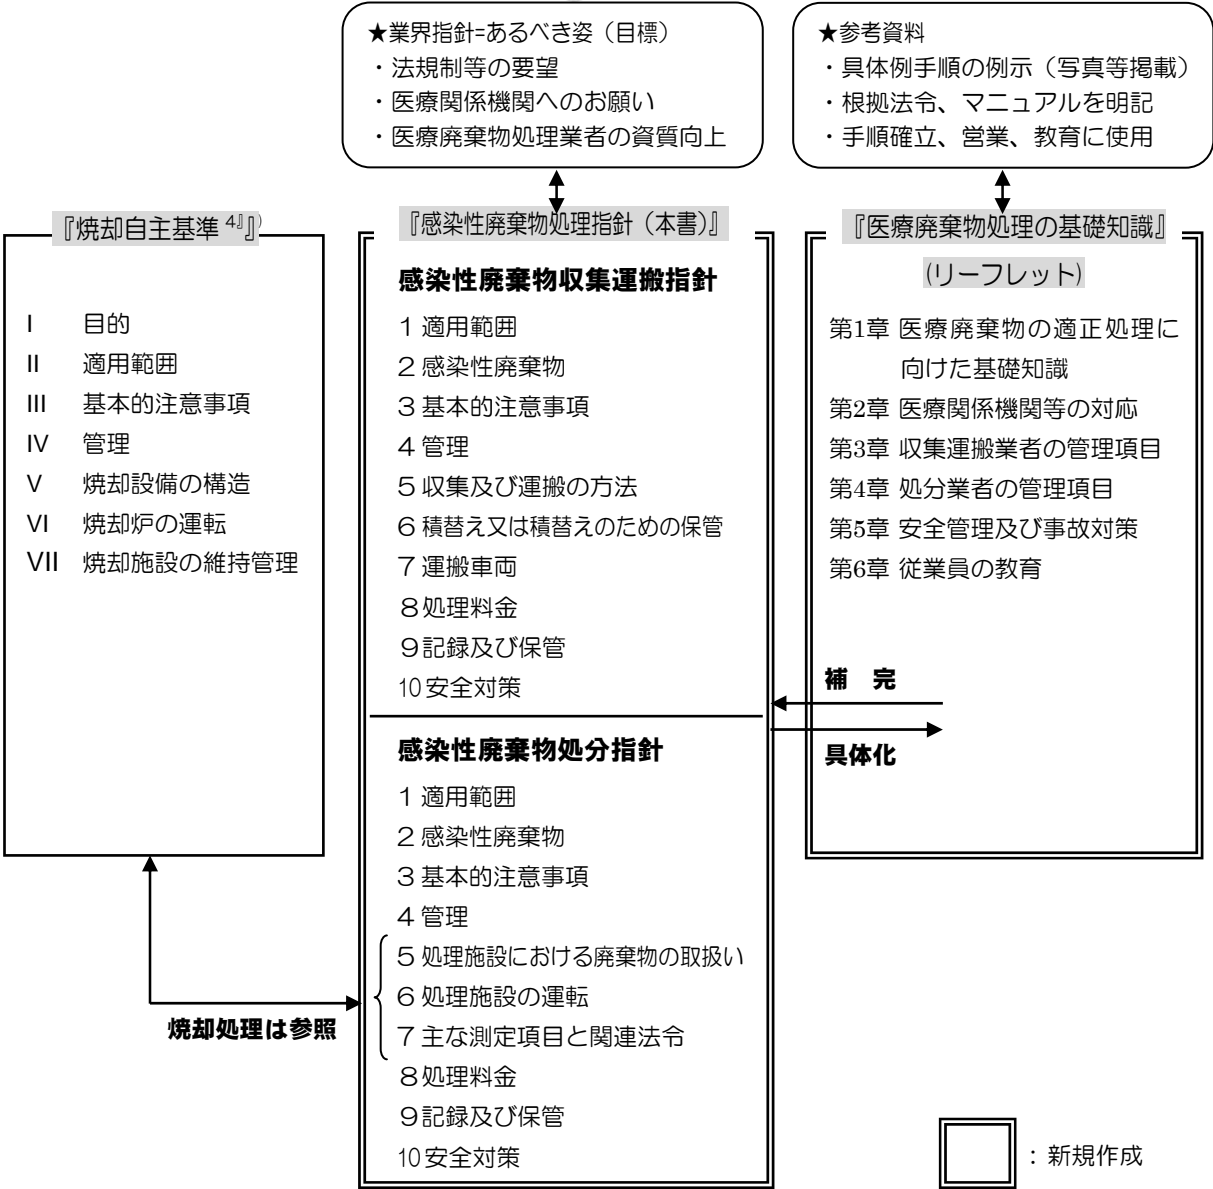 ★業界指針=あるべき姿（目標）
・法規制等の要望
・医療関係機関へのお願い
・医療廃棄物処理業者の資質向上
★参考資料
・具体例手順の例示（写真等掲載）
・根拠法令、マニュアルを明記
・手順確立、営業、教育に使用
『焼却自主基準 4』』)
I 目的
II 適用範囲
III 基本的注意事項
IV 管理
V 焼却設備の構造
VI 焼却炉の運転
VII 焼却施設の維持管理
『感染性廃棄物処理指針（本書）』
感染性廃棄物収集運搬指針
1 適用範囲
2 感染性廃棄物
3 基本的注意事項
4 管理
5 収集及び運搬の方法
6 積替え又は積替えのための保管
7 運搬車両
8 処理料金
9 記録及び保管
10 安全対策
感染性廃棄物処分指針
1 適用範囲
2 感染性廃棄物
3 基本的注意事項
4 管理
5 処理施設における廃棄物の取扱い
6 処理施設の運転
7 主な測定項目と関連法令
8 処理料金
9 記録及び保管
10 安全対策
『医療廃棄物処理の基礎知識』
(リーフレット)
第1章 医療廃棄物の適正処理に
向けた基礎知識
第2章 医療関係機関等の対応
第3章 収集運搬業者の管理項目
第4章 処分業者の管理項目
第5章 安全管理及び事故対策
第6章 従業員の教育
補　完
具体化
焼却処理は参照
：新規作成